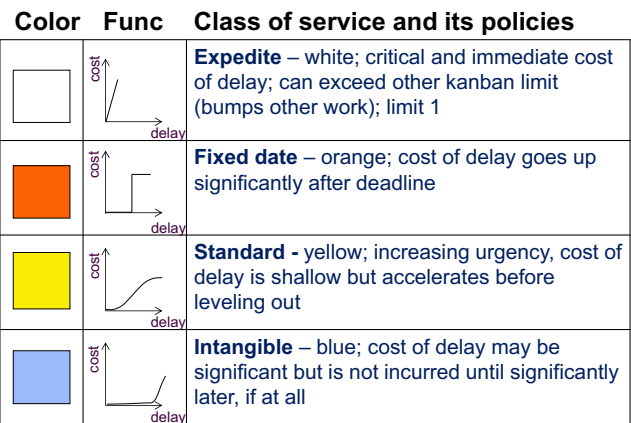 Color Func Class of service and its policies
cost
delay
Expedite – white; critical and immediate cost
of delay; can exceed other kanban limit
(bumps other work); limit 1
cost
delay
Fixed date – orange; cost of delay goes up
significantly after deadline
cost
delay
Standard - yellow; increasing urgency, cost of
delay is shallow but accelerates before
leveling out
cost
delay
Intangible – blue; cost of delay may be
significant but is not incurred until significantly
later, if at all